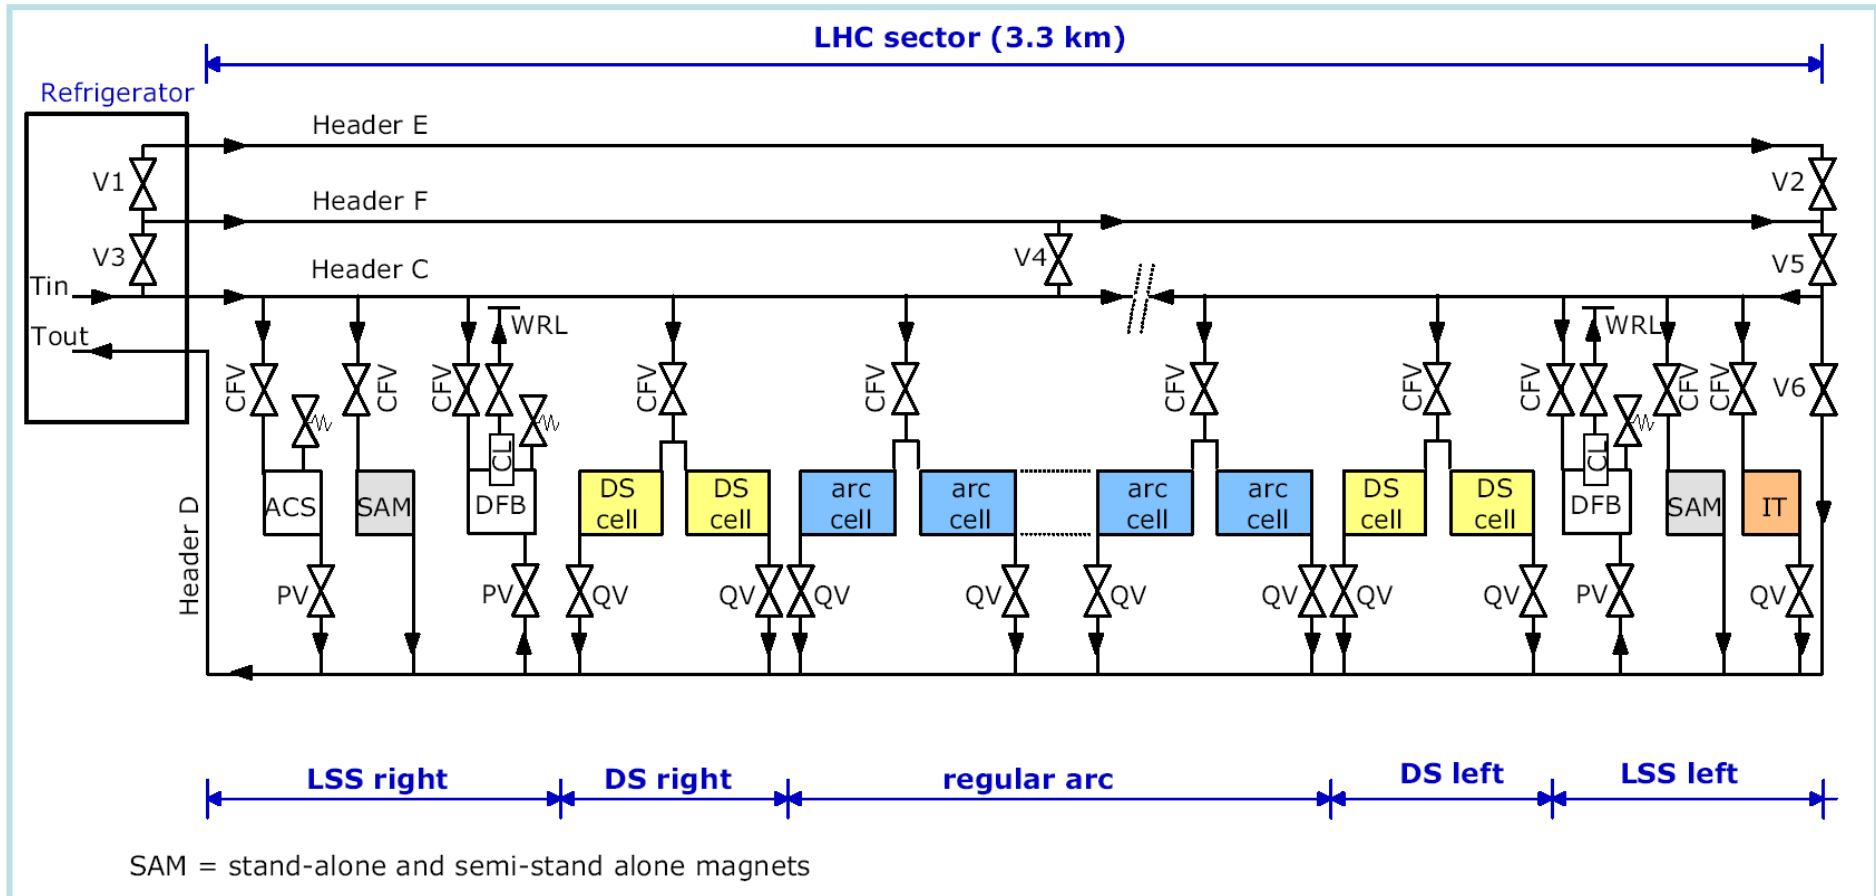 LHC sector (3.3 km)
Refrigerator
Header E
V1
V2
Header F
V3
V4
V5
Header C
Tin
Tout
WRL
WRL
CFV
CFV
CFV
CFV
CFV
CFV
CFV
CFV
CFV
CFV
V6
CL
CL
ACS
SAM
DFB
DS
cell
DS
cell
arc
cell
arc
cell
arc
cell
arc
cell
DS
cell
DS
cell
DFB
SAM
IT
Header D
PV
PV
QV
QV
QV
QV
QV
QV
QV
QV
PV
QV
LSS right
DS right
regular arc
DS left
LSS left
SAM = stand-alone and semi-stand alone magnets